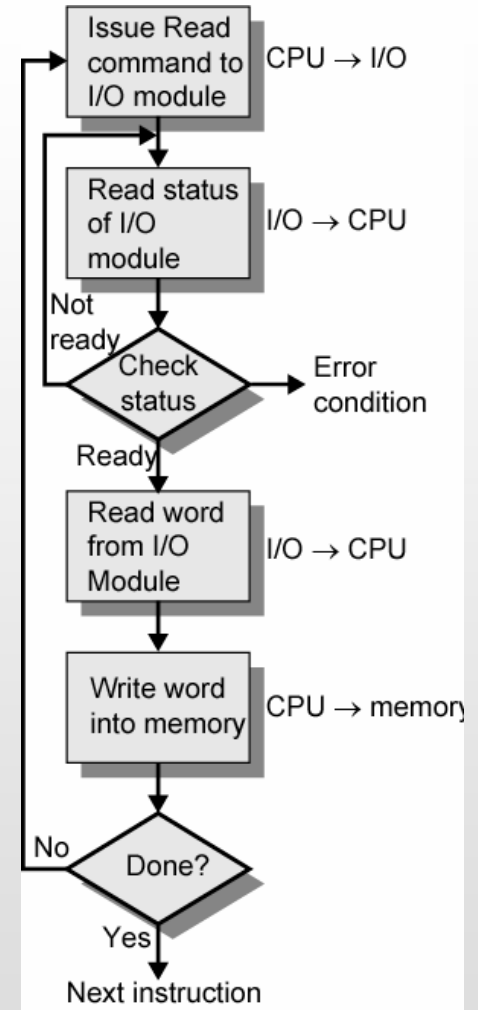 Issue Read
command to
I/O module
CPU → I/O
Read status
of I/O
module
I/O → CPU
Not
ready
Check
status
Error
condition
Ready
Read word
from I/O
Module
I/O → CPU
Write word
into memory
CPU → memory
No
Done?
Yes
Next instruction